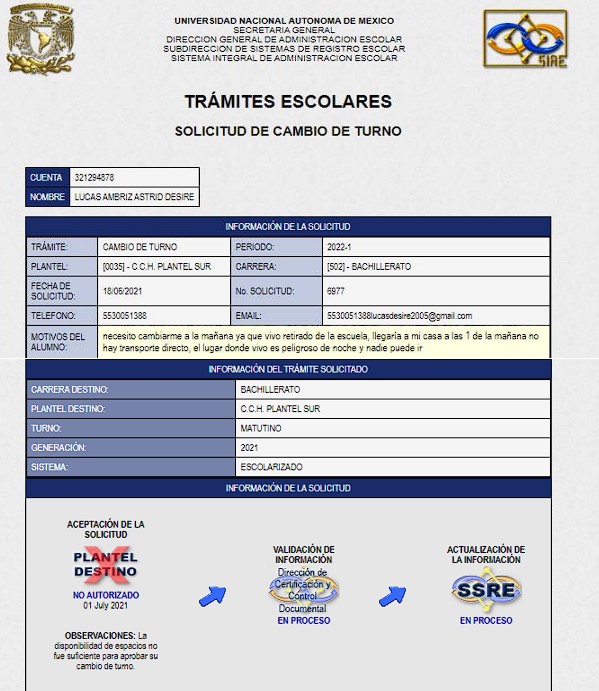 UNIVERSIDAD NACIONAL AUTONOMA DE MEXICO
SECRETARIA GENERAL
DIRECCION GENERAL DE ADMINISTRACION ESCOLAR
SUBDIRECCION DE SISTEMAS DE REGISTRO ESCOLAR
SISTEMA INTEGRAL DE ADMINISTRACION ESCOLAR
SIAE
TRÁMITES ESCOLARES
SOLICITUD DE CAMBIO DE TURNO
CUENTA 321294878
NOMBRE LUCAS AMBRIZ ASTRID DESIRE
INFORMACIÓN DE LA SOLICITUD
TRÁMITE: CAMBIO DE TURNO PERIODO: 2022-1
PLANTEL: [0035] - C.C.H. PLANTEL SUR CARRERA: [502] - BACHILLERATO
FECHA DE SOLICITUD: 18/06/2021 No. SOLICITUD: 6977
TELEFONO: 5530051388 EMAIL: 5530051388lucasdesire2005@gmail.com
MOTIVOS DEL ALUMNO: necesito cambiarme a la mañana ya que vivo retirado de la escuela, llegaría a mi casa a las 1 de la mañana no
hay transporte directo, el lugar donde vivo es peligroso de noche y nadie puede ir
INFORMACIÓN DEL TRÁMITE SOLICITADO
CARRERA DESTINO: BACHILLERATO
PLANTEL DESTINO: C.C.H. PLANTEL SUR
TURNO: MATUTINO
GENERACIÓN: 2021
SISTEMA: ESCOLARIZADO
INFORMACIÓN DE LA SOLICITUD
ACEPTACIÓN DE LA
SOLICITUD
PLANTEL
DESTINO
NO AUTORIZADO
01 July 2021
OBSERVACIONES: La
disponibilidad de espacios no
fue suficiente para aprobar su
cambio de turno.
VALIDACIÓN DE
INFORMACIÓN
Dirección de
Certificación y
Control
Documental
EN PROCESO
ACTUALIZACIÓN DE
LA INFORMACIÓN
SSRE
EN PROCESO